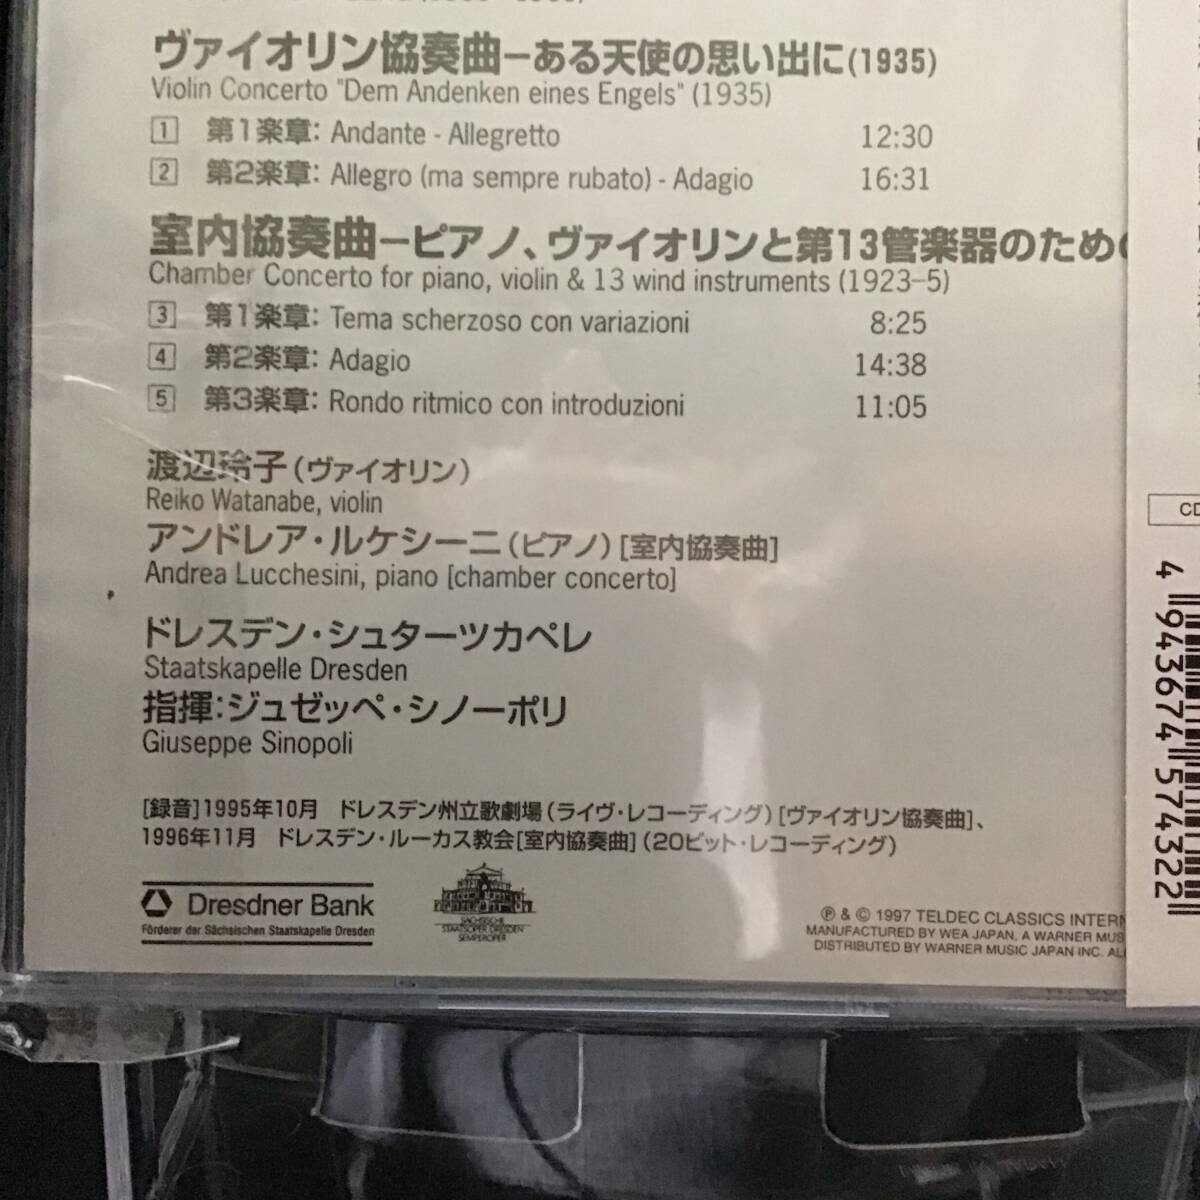 ヴァイオリン協奏曲ーある天使の思い出に(1935)
Violin Concerto "Dem Andenken eines Engels" (1935)
1 第1楽章: Andante - Allegretto 12:30
2 第2楽章: Allegro (ma sempre rubato) - Adagio 16:31
室内協奏曲ーピアノ、ヴァイオリンと第13管楽器のための
Chamber Concerto for piano, violin & 13 wind instruments (1923–5)
3 第1楽章: Tema scherzoso con variazioni 8:25
4 第2楽章: Adagio 14:38
5 第3楽章: Rondo ritmico con introduzioni 11:05
渡辺玲子(ヴァイオリン)
Reiko Watanabe, violin
アンドレア・ルケシーニ(ピアノ)[室内協奏曲]
Andrea Lucchesini, piano [chamber concerto]
ドレスデン・シュターツカペレ
Staatskapelle Dresden
指揮:ジュゼッペ・シノーポリ
Giuseppe Sinopoli
[録音]1995年10月 ドレスデン州立歌劇場(ライヴ・レコーディング)[ヴァイオリン協奏曲]、
1996年11月 ドレスデン・ルーカス教会[室内協奏曲](20ビット・レコーディング)
Dresdner Bank
Förderer der Sächsischen Staatskapelle Dresden
SÄCHSISCHE
STAATSOPER DRESDEN
SEMPEROPER
℗ & © 1997 TELDEC CLASSICS INTERN
MANUFACTURED BY WEA JAPAN, A WARNER MUS
DISTRIBUTED BY WARNER MUSIC JAPAN INC. AL
CD
4 943674 574322